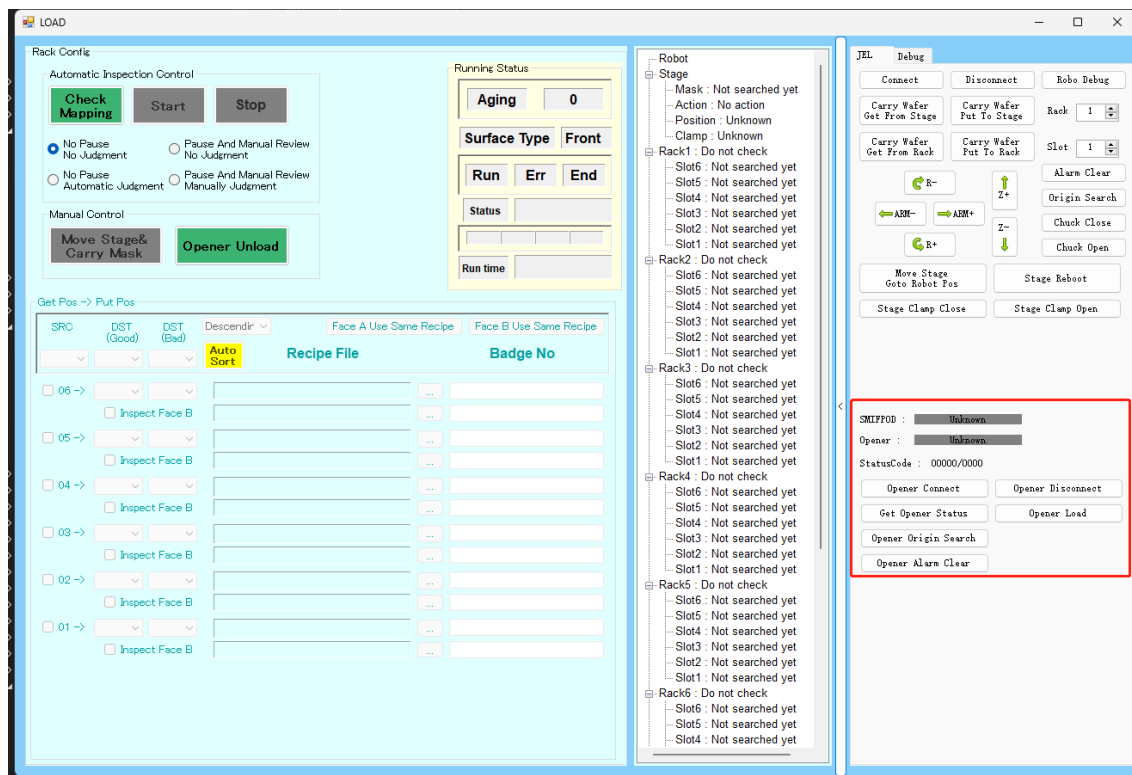 LOAD
Rack Config
Automatic Inspection Control
Check Mapping
Start
Stop
No Pause
No Judgment
Pause And Manual Review
No Judgment
No Pause
Automatic Judgment
Pause And Manual Review
Manually Judgment
Manual Control
Move Stage&
Carry Mask
Opener Unload
Running Status
Aging
0
Surface Type
Front
Run
Err
End
Status
Run time
Get Pos -> Put Pos
SRC
DST
(Good)
DST
(Bad)
Descendir
Face A Use Same Recipe
Face B Use Same Recipe
Auto
Sort
Recipe File
Badge No
06 ->
...
Inspect Face B
...
05 ->
...
Inspect Face B
...
04 ->
...
Inspect Face B
...
03 ->
...
Inspect Face B
...
02 ->
...
Inspect Face B
...
01 ->
...
Inspect Face B
...
Robot
Stage
Mask : Not searched yet
Action : No action
Position : Unknown
Clamp : Unknown
Rack1 : Do not check
Slot6 : Not searched yet
Slot5 : Not searched yet
Slot4 : Not searched yet
Slot3 : Not searched yet
Slot2 : Not searched yet
Slot1 : Not searched yet
Rack2 : Do not check
Slot6 : Not searched yet
Slot5 : Not searched yet
Slot4 : Not searched yet
Slot3 : Not searched yet
Slot2 : Not searched yet
Slot1 : Not searched yet
Rack3 : Do not check
Slot6 : Not searched yet
Slot5 : Not searched yet
Slot4 : Not searched yet
Slot3 : Not searched yet
Slot2 : Not searched yet
Slot1 : Not searched yet
Rack4 : Do not check
Slot6 : Not searched yet
Slot5 : Not searched yet
Slot4 : Not searched yet
Slot3 : Not searched yet
Slot2 : Not searched yet
Slot1 : Not searched yet
Rack5 : Do not check
Slot6 : Not searched yet
Slot5 : Not searched yet
Slot4 : Not searched yet
Slot3 : Not searched yet
Slot2 : Not searched yet
Slot1 : Not searched yet
Rack6 : Do not check
Slot6 : Not searched yet
Slot5 : Not searched yet
Slot4 : Not searched yet
JEL
Debug
Connect
Disconnect
Robo Debug
Carry Wafer
Get From Stage
Carry Wafer
Put To Stage
Rack
1
Carry Wafer
Get From Rack
Carry Wafer
Put To Rack
Slot
1
R-
Z+
Alarm Clear
Origin Search
ARM-
ARM+
Chuck Close
R+
Z-
Chuck Open
Move Stage
Goto Robot Pos
Stage Reboot
Stage Clamp Close
Stage Clamp Open
SMIFPOD :
Unknown
Opener :
Unknown
StatusCode : 00000/0000
Opener Connect
Opener Disconnect
Get Opener Status
Opener Load
Opener Origin Search
Opener Alarm Clear